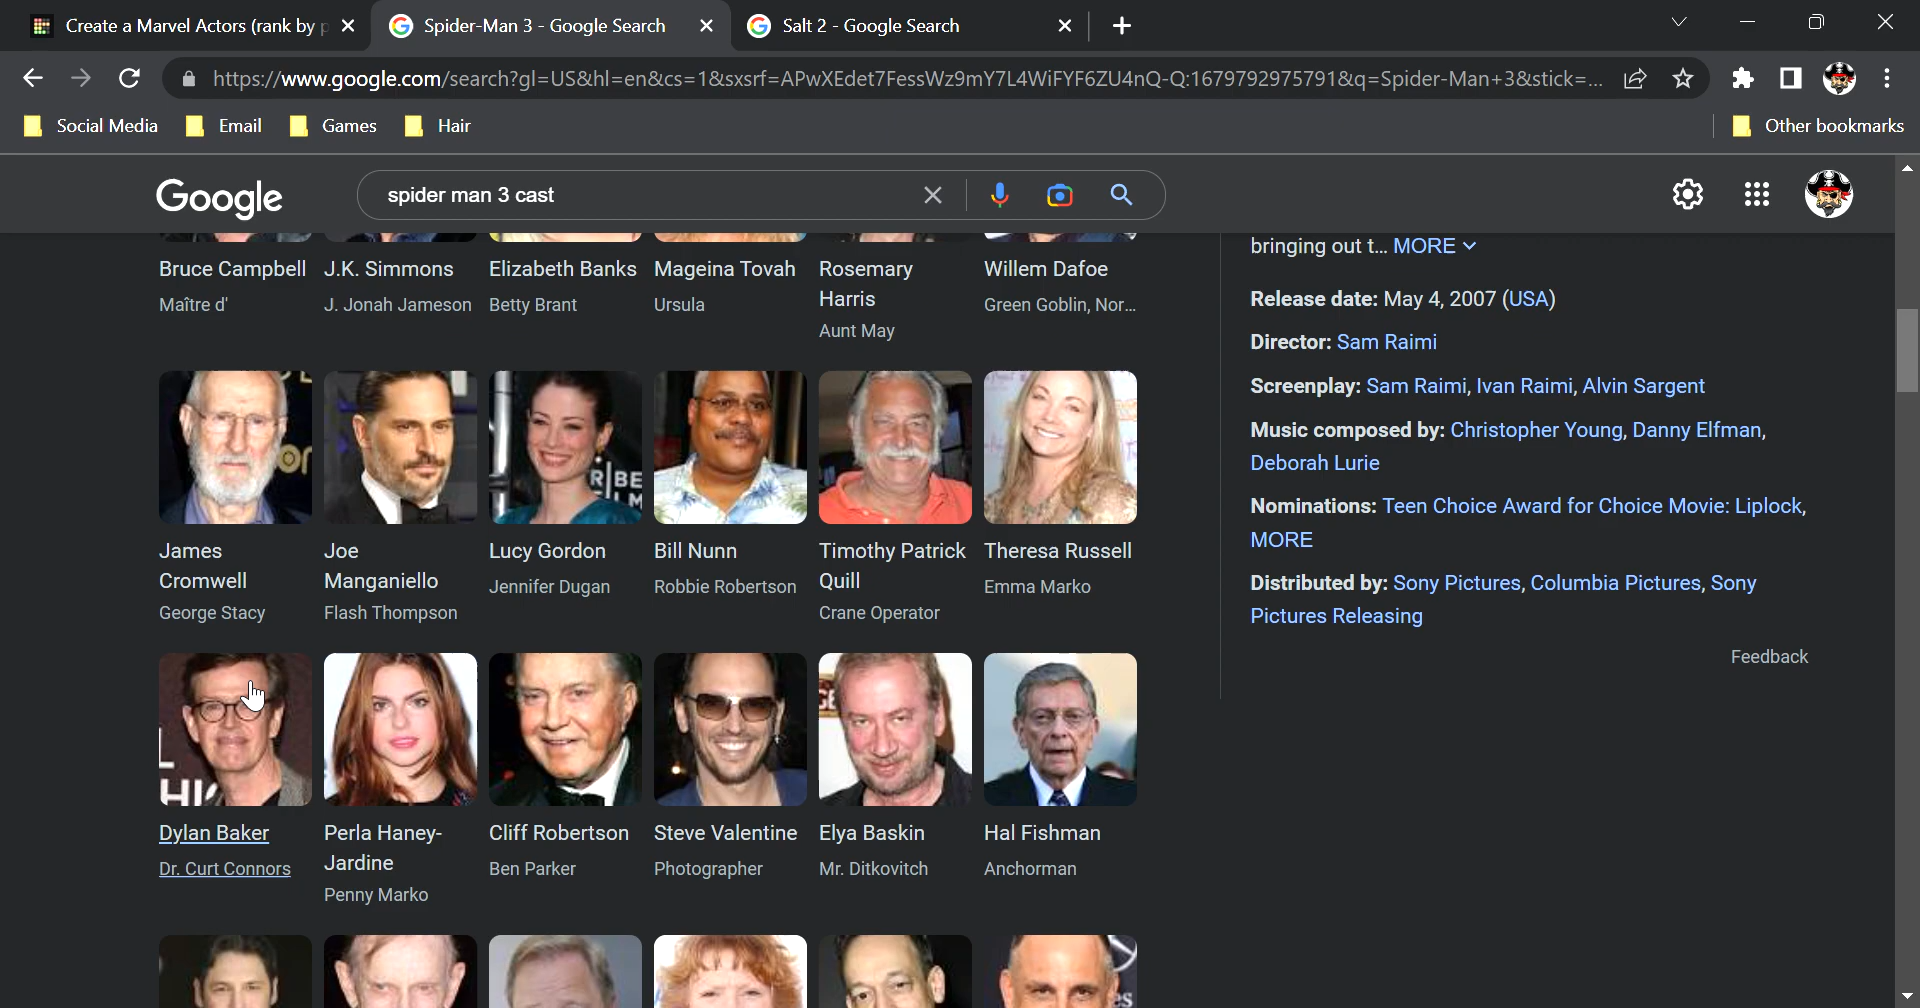 Create a Marvel Actors (rank by p
Spider-Man 3 - Google Search
Salt 2 - Google Search
https://www.google.com/search?gl=US&hl=en&cs=1&sxsrf=APwXEdet7FessWz9mY7L4WiFYF6ZU4nQ-Q:1679792975791&q=Spider-Man+3&stick=...
Social Media
Email
Games
Hair
Other bookmarks
Google
spider man 3 cast
Bruce Campbell
Maître d'
J.K. Simmons
J. Jonah Jameson
Elizabeth Banks
Betty Brant
Mageina Tovah
Ursula
Rosemary
Harris
Aunt May
Willem Dafoe
Green Goblin, Nor...
James
Cromwell
George Stacy
Joe
Manganiello
Flash Thompson
RIBE
LM
Lucy Gordon
Jennifer Dugan
Bill Nunn
Robbie Robertson
Timothy Patrick
Quill
Crane Operator
Theresa Russell
Emma Marko
Dylan Baker
Dr. Curt Connors
Perla Haney-
Jardine
Penny Marko
Cliff Robertson
Ben Parker
Steve Valentine
Photographer
Elya Baskin
Mr. Ditkovitch
Hal Fishman
Anchorman
bringing out t... MORE
Release date: May 4, 2007 (USA)
Director: Sam Raimi
Screenplay: Sam Raimi, Ivan Raimi, Alvin Sargent
Music composed by: Christopher Young, Danny Elfman,
Deborah Lurie
Nominations: Teen Choice Award for Choice Movie: Liplock,
MORE
Distributed by: Sony Pictures, Columbia Pictures, Sony
Pictures Releasing
Feedback